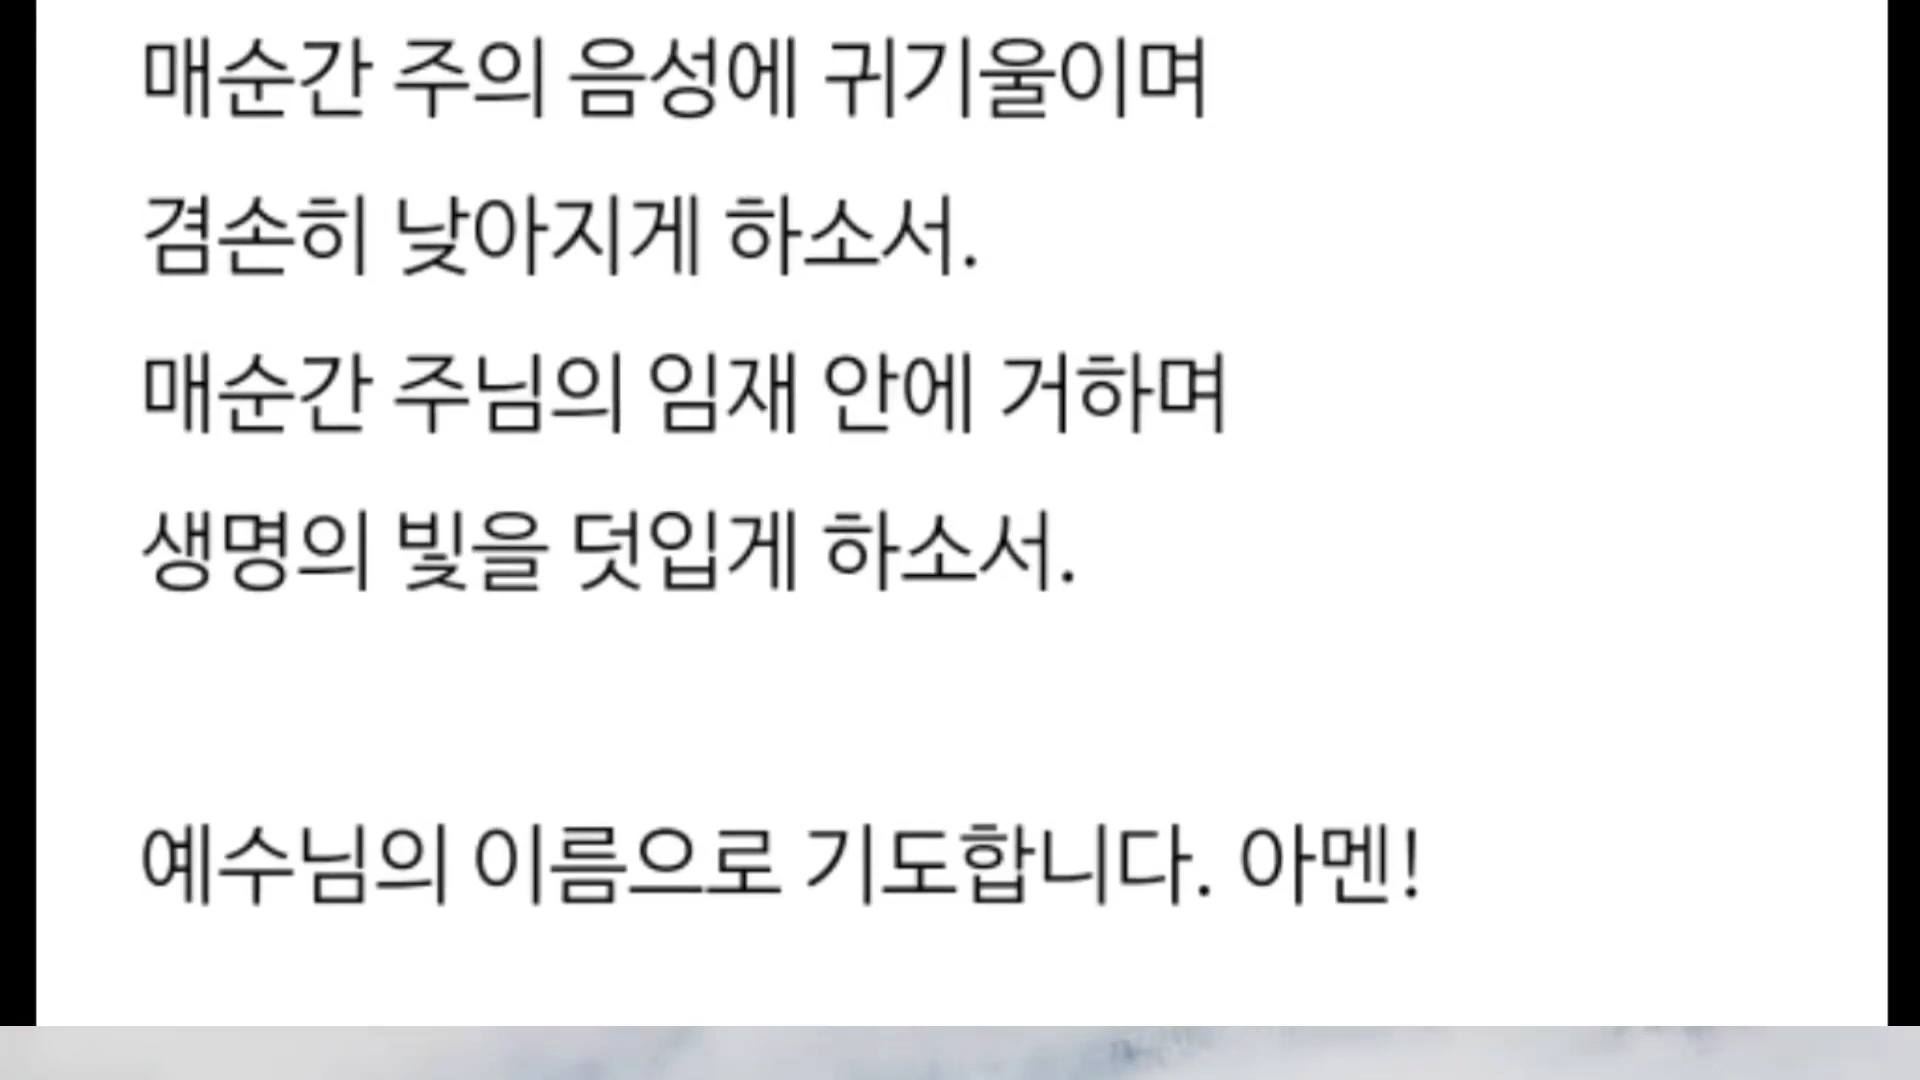 매순간 주의 음성에 귀기울이며
겸손히 낮아지게 하소서.
매순간 주님의 임재 안에 거하며
생명의 빛을 덧입게 하소서.
예수님의 이름으로 기도합니다. 아멘!